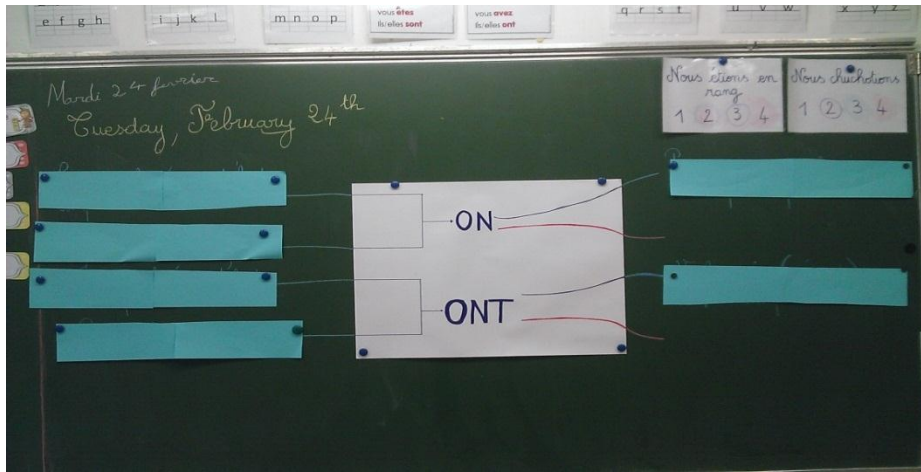 e f g h
i j k l
m n o p
vous êtes
ils/elles sont
vous avez
ils/elles ont
q r s t
u v w
x y z
Mardi 24 février
Tuesday, February 24th
Nous étions en
rang
1 2 3 4
Nous chuchotions
1 2 3 4
ON
ONT